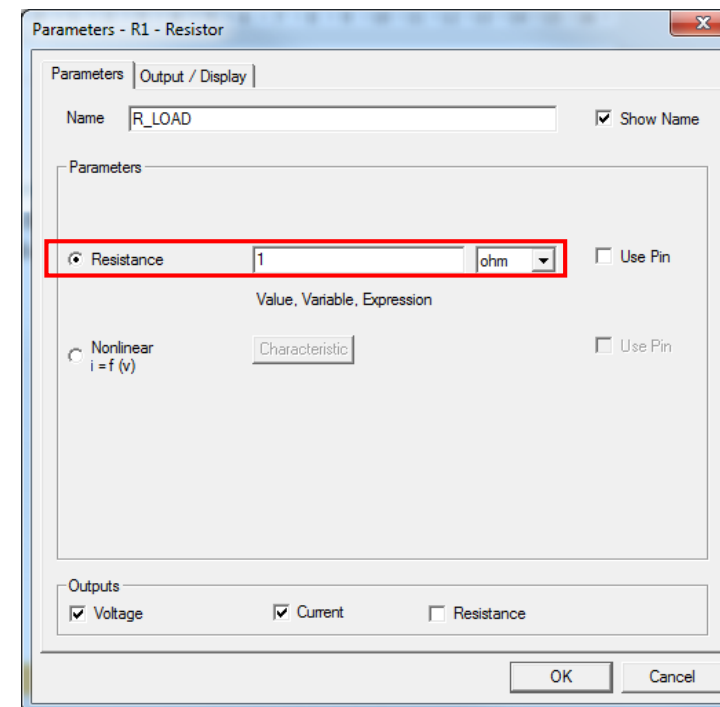 Parameters - R1 - Resistor
x
Parameters Output / Display
Name R_LOAD Show Name
Parameters
Resistance 1 ohm Use Pin
Value, Variable, Expression
Nonlinear Characteristic Use Pin
i = f (v)
Outputs
Voltage Current Resistance
OK Cancel